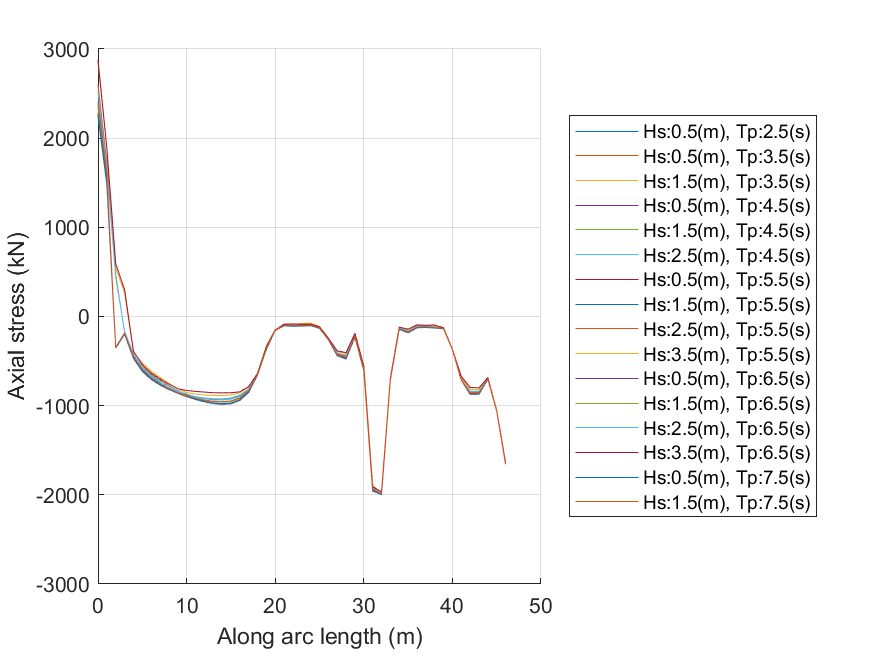 3000
2000
1000
0
-1000
-2000
-3000
0 10 20 30 40 50
Along arc length (m)
Axial stress (kN)
Hs:0.5(m), Tp:2.5(s)
Hs:0.5(m), Tp:3.5(s)
Hs:1.5(m), Tp:3.5(s)
Hs:0.5(m), Tp:4.5(s)
Hs:1.5(m), Tp:4.5(s)
Hs:2.5(m), Tp:4.5(s)
Hs:0.5(m), Tp:5.5(s)
Hs:1.5(m), Tp:5.5(s)
Hs:2.5(m), Tp:5.5(s)
Hs:3.5(m), Tp:5.5(s)
Hs:0.5(m), Tp:6.5(s)
Hs:1.5(m), Tp:6.5(s)
Hs:2.5(m), Tp:6.5(s)
Hs:3.5(m), Tp:6.5(s)
Hs:0.5(m), Tp:7.5(s)
Hs:1.5(m), Tp:7.5(s)